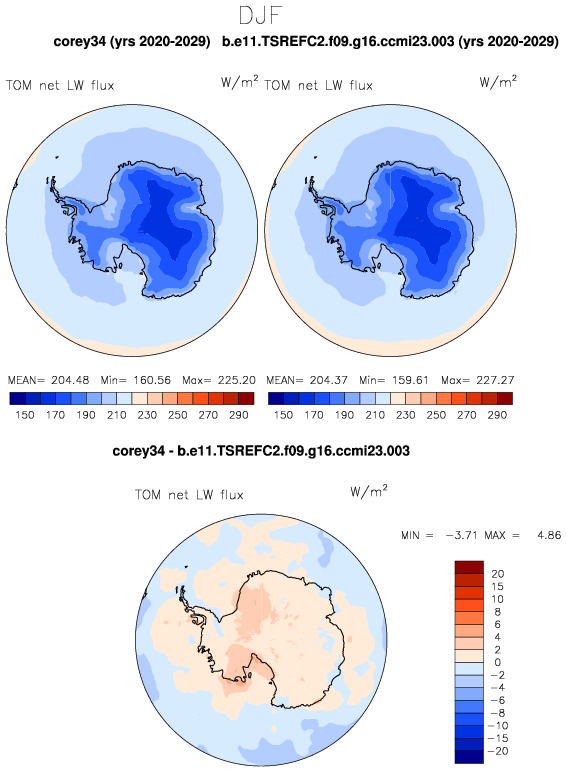 DJF
corey34 (yrs 2020-2029) b.e11.TSREFC2.f09.g16.ccmi23.003 (yrs 2020-2029)
TOM net LW flux W/m² TOM net LW flux W/m²
MEAN= 204.48 Min= 160.56 Max= 225.20 MEAN= 204.37 Min= 159.61 Max= 227.27
150 170 190 210 230 250 270 290 150 170 190 210 230 250 270 290
corey34 - b.e11.TSREFC2.f09.g16.ccmi23.003
TOM net LW flux W/m²
MIN = -3.71 MAX = 4.86
20
15
10
8
6
4
2
0
-2
-4
-6
-8
-10
-15
-20